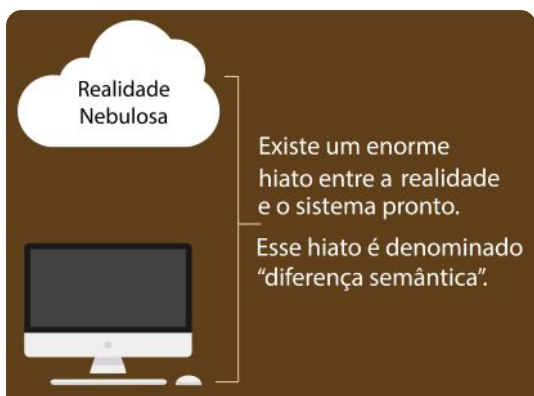 Realidade
Nebulosa
Existe um enorme
hiato entre a realidade
e o sistema pronto.
Esse hiato é denominado
“diferença semântica”.